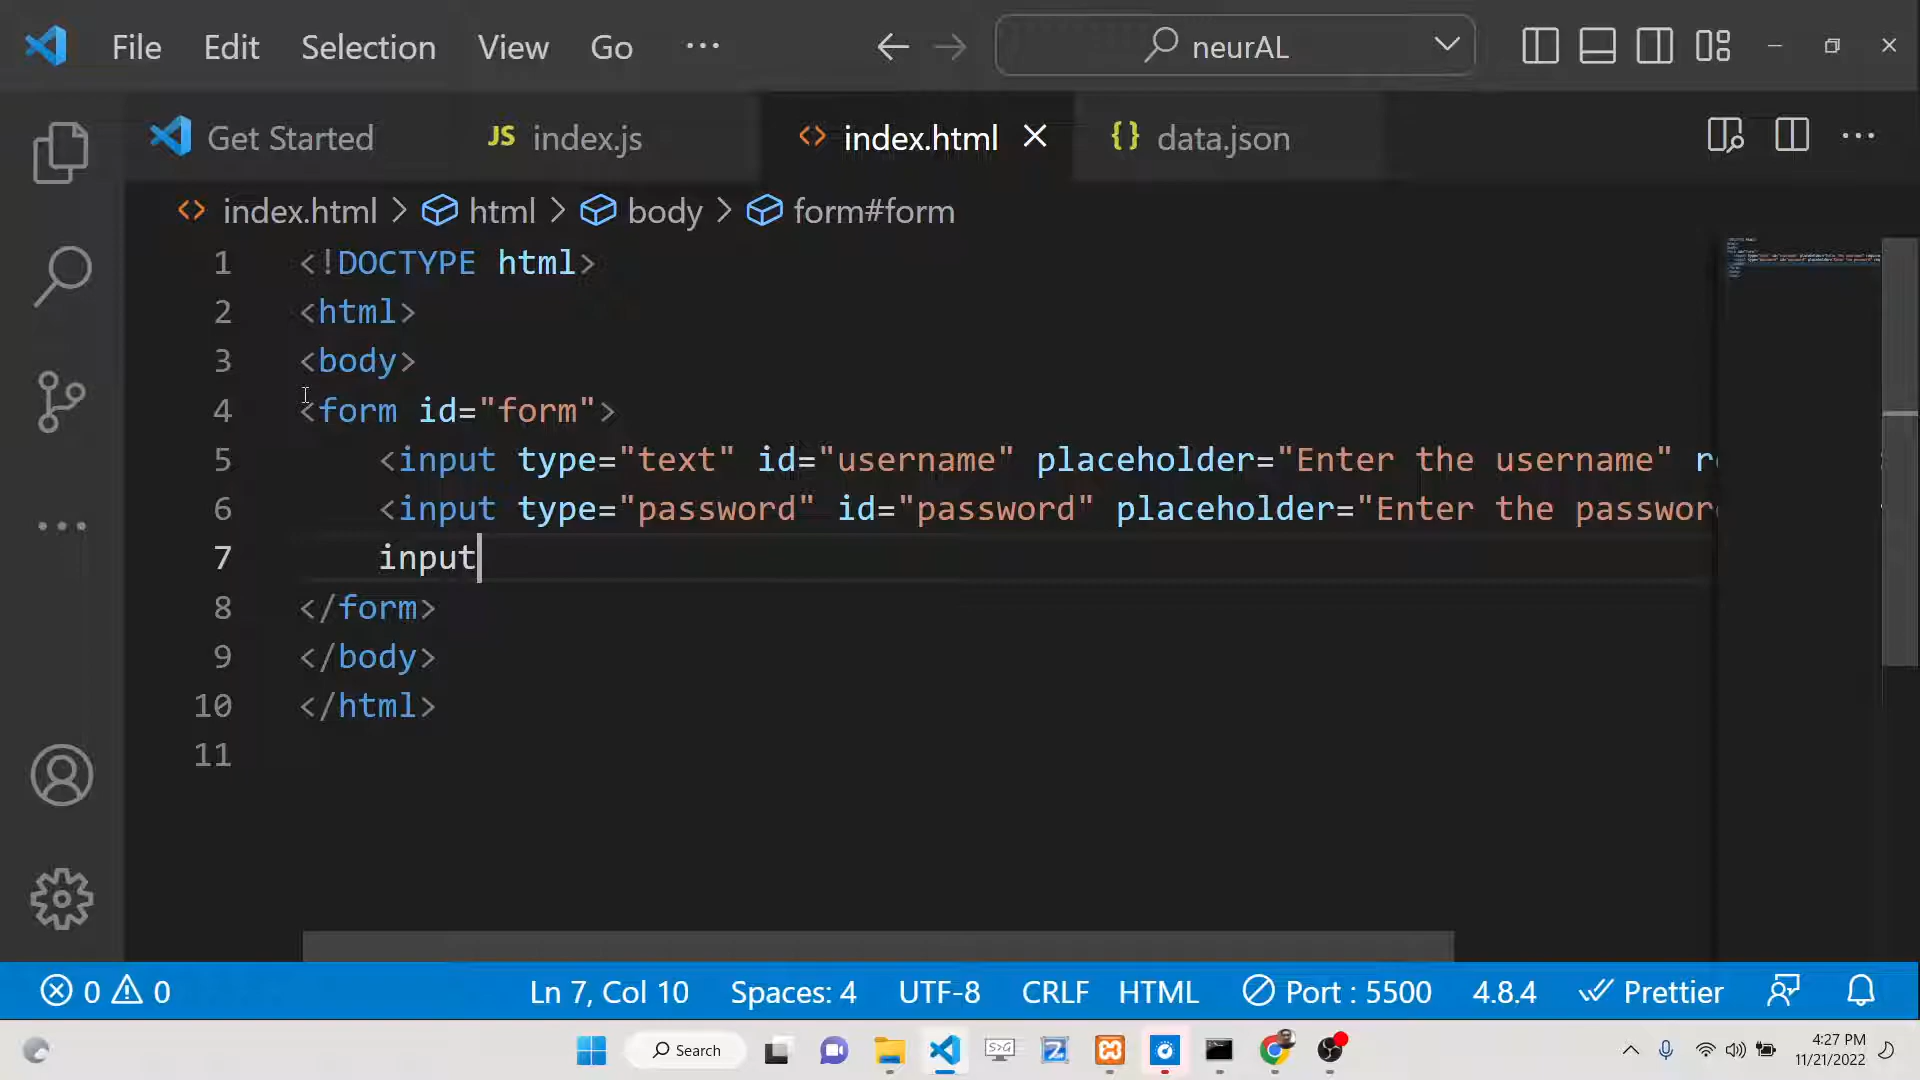 File Edit Selection View Go ... neurAL
Get Started JS index.js <> index.html {} data.json
<> index.html > html > body > form#form
1 <!DOCTYPE html>
2 <html>
3 <body>
4 <form id="form">
5 <input type="text" id="username" placeholder="Enter the username" r
6 <input type="password" id="password" placeholder="Enter the passwor
7 input
8 </form>
9 </body>
10 </html>
11
0 0 Ln 7, Col 10 Spaces: 4 UTF-8 CRLF HTML Port : 5500 4.8.4 Prettier
Search 4:27 PM
11/21/2022